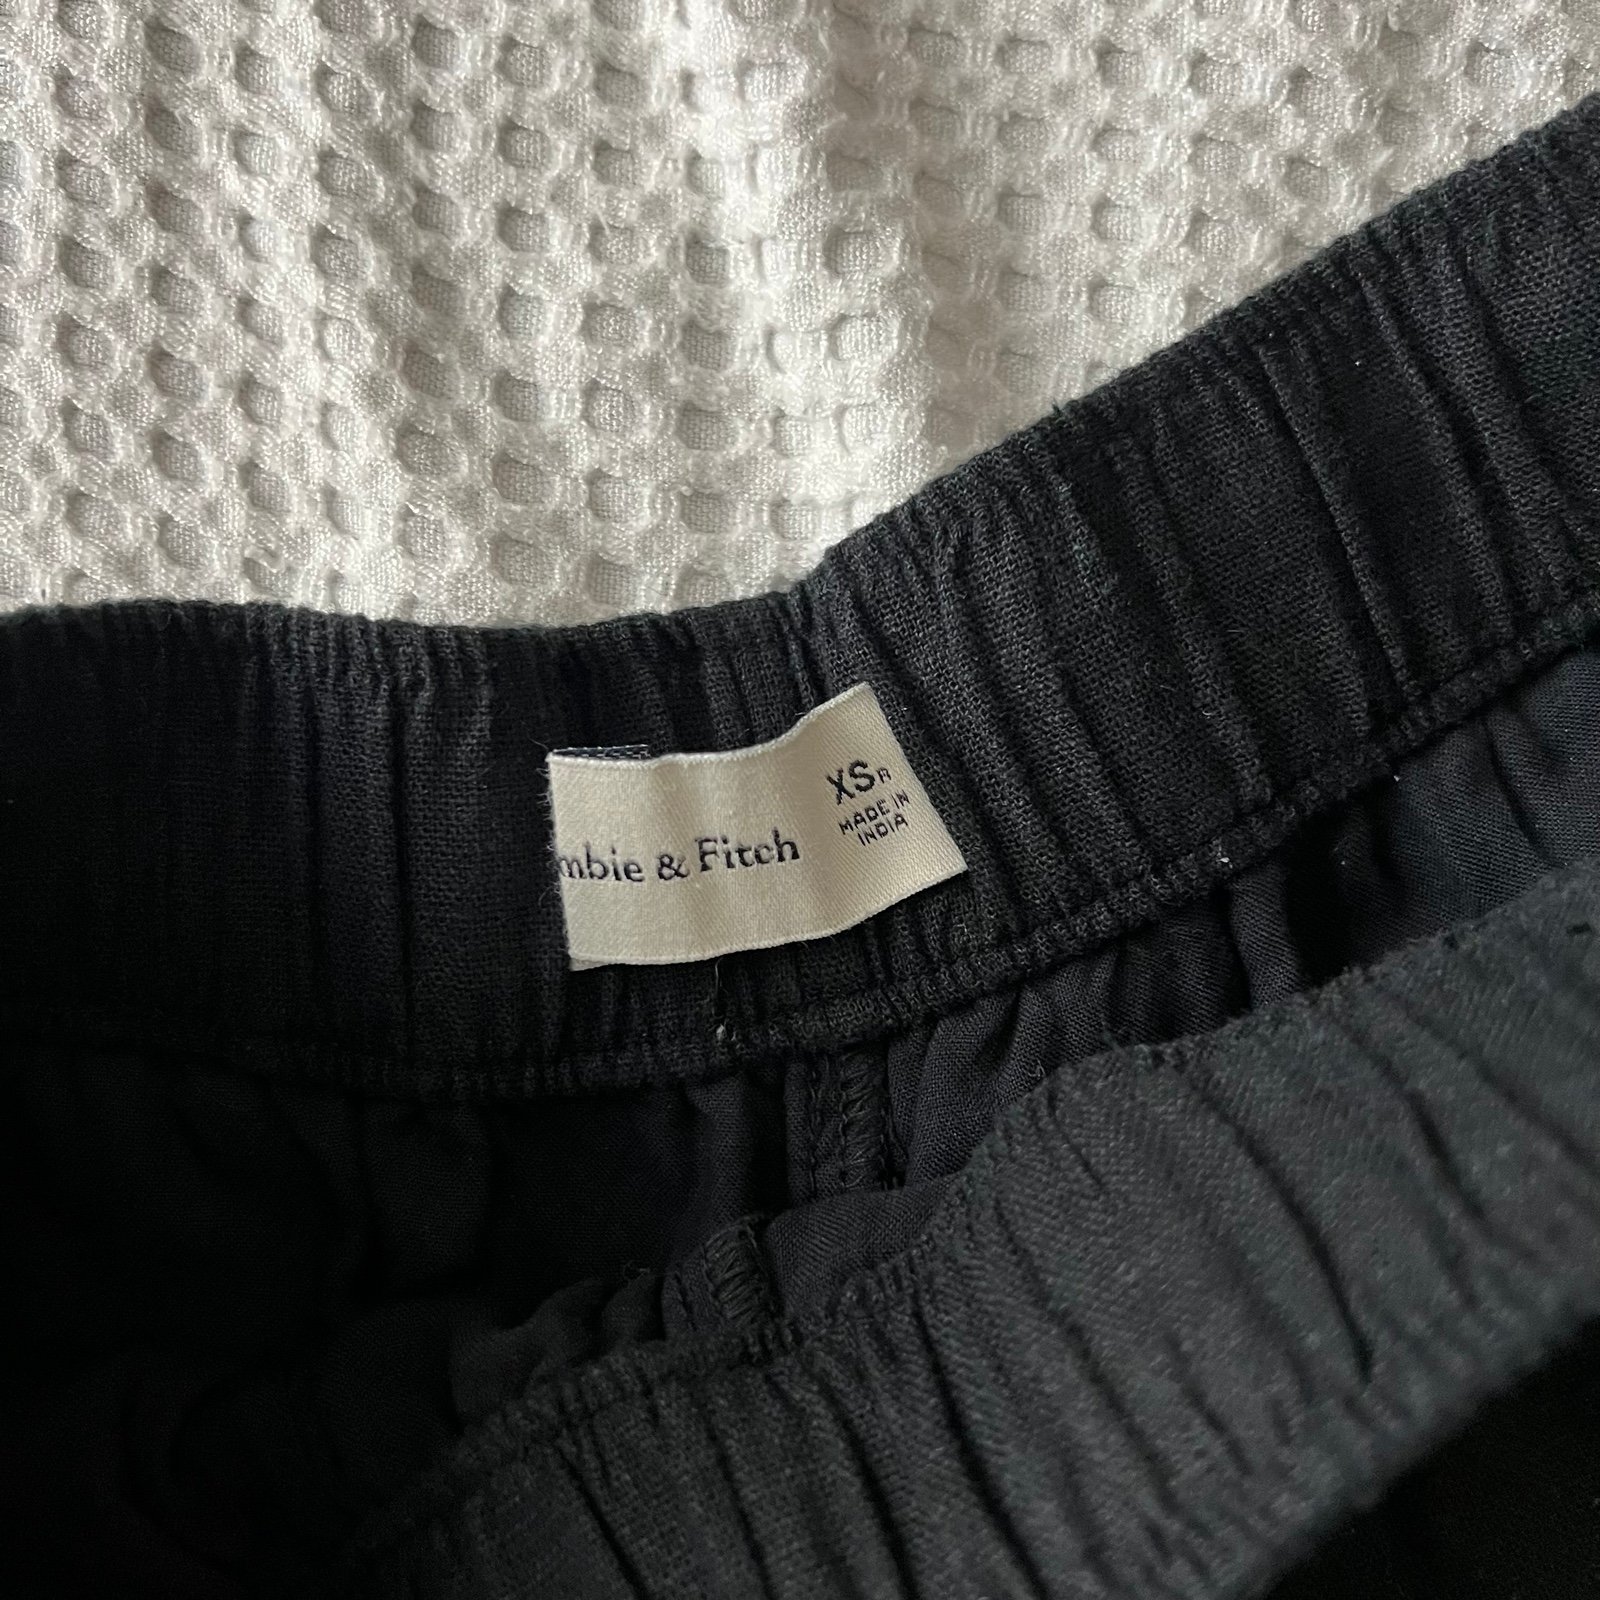 XS R
MADE IN
INDIA
mbie & Fitch